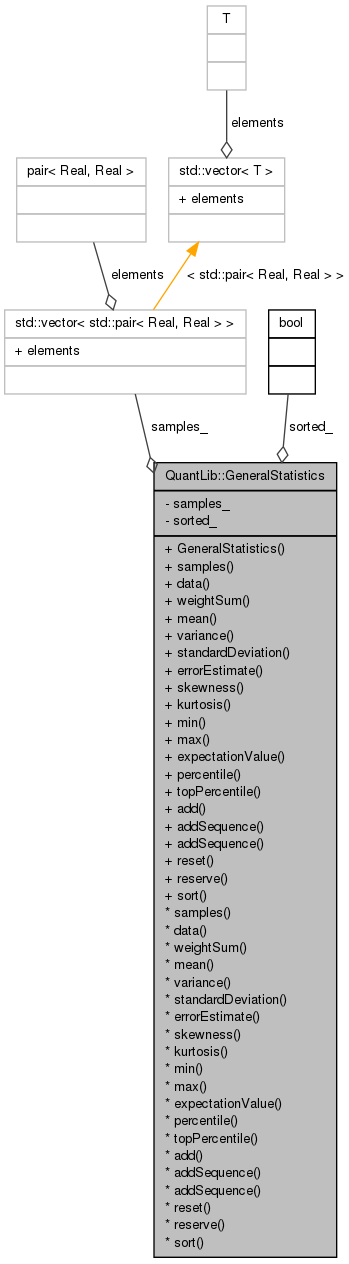 T
elements
pair< Real, Real >
std::vector< T >
+ elements
elements
< std::pair< Real, Real > >
std::vector< std::pair< Real, Real > >
+ elements
bool
samples_
sorted_
QuantLib::GeneralStatistics
- samples_
- sorted_
+ GeneralStatistics()
+ samples()
+ data()
+ weightSum()
+ mean()
+ variance()
+ standardDeviation()
+ errorEstimate()
+ skewness()
+ kurtosis()
+ min()
+ max()
+ expectationValue()
+ percentile()
+ topPercentile()
+ add()
+ addSequence()
+ addSequence()
+ reset()
+ reserve()
+ sort()
* samples()
* data()
* weightSum()
* mean()
* variance()
* standardDeviation()
* errorEstimate()
* skewness()
* kurtosis()
* min()
* max()
* expectationValue()
* percentile()
* topPercentile()
* add()
* addSequence()
* addSequence()
* reset()
* reserve()
* sort()